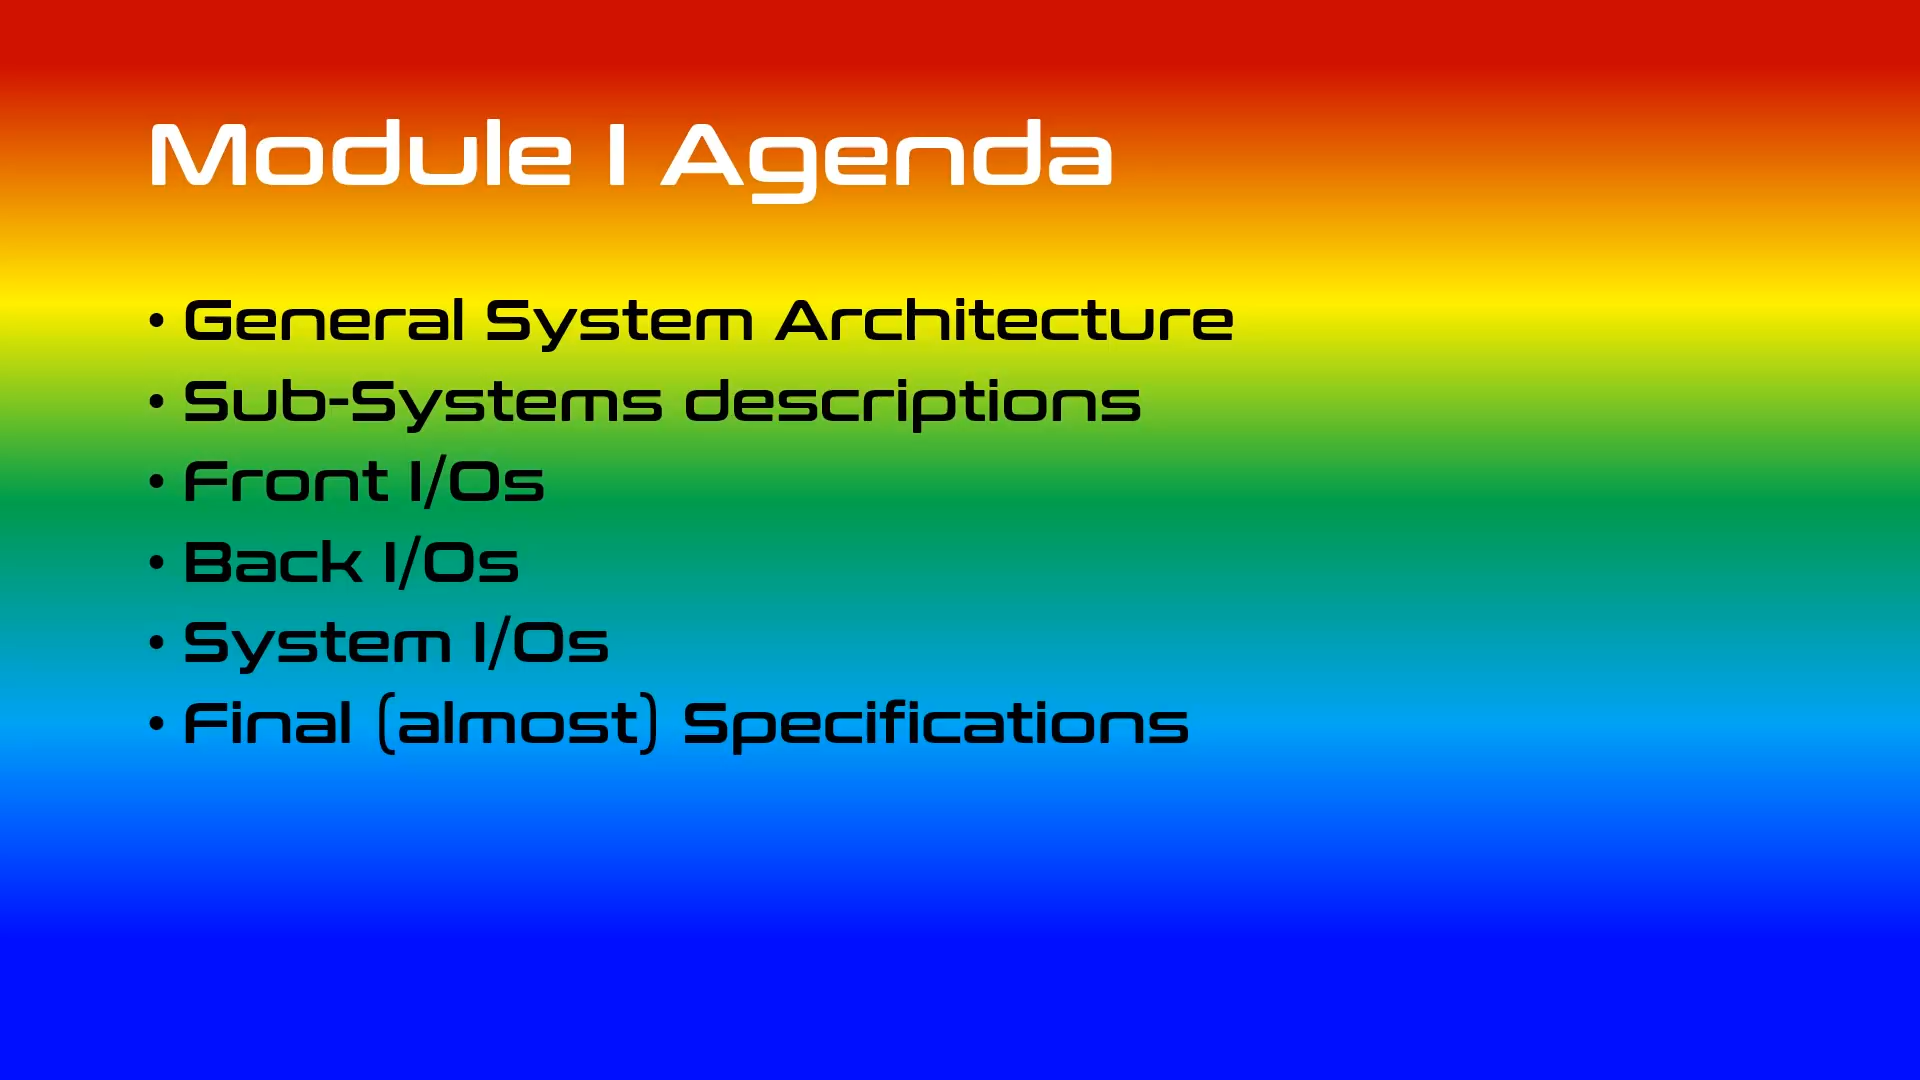 Module I Agenda
• General System Architecture
• Sub-Systems descriptions
• Front I/Os
• Back I/Os
• System I/Os
• Final (almost) Specifications